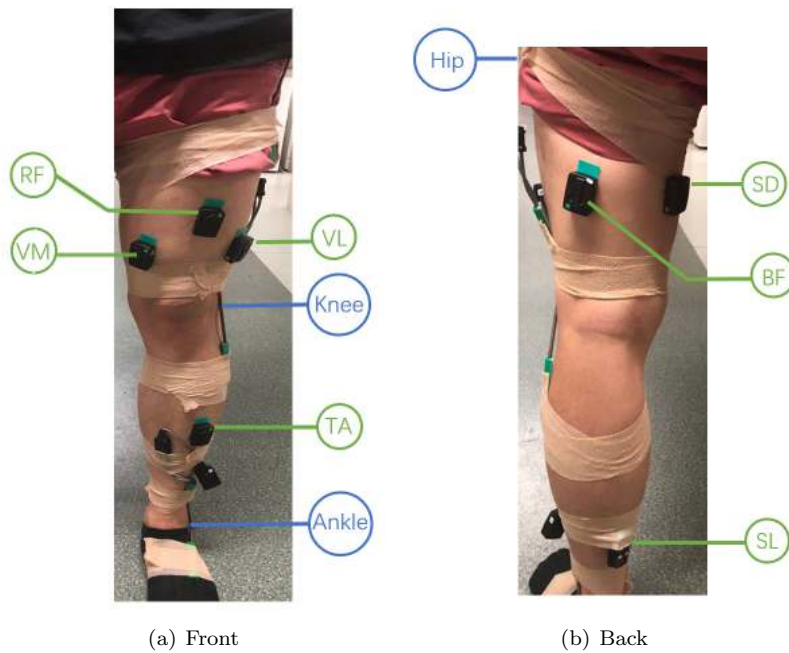 Hip
RF
SD
VM
VL
BF
Knee
TA
Ankle
SL
(a) Front
(b) Back